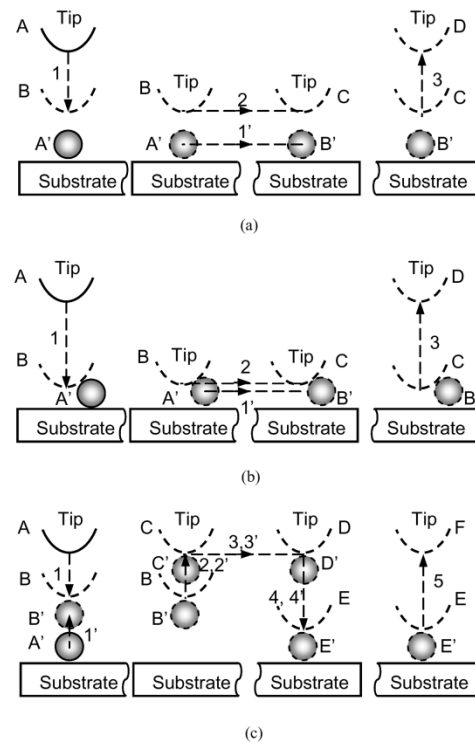 A Tip Tip Tip D
1 B B 2 C 3 C
A' A' 1' B' B'
Substrate Substrate Substrate Substrate
(a)
A Tip Tip D
1 B B Tip 2 Tip C 3 C
A' A' 1' B' B
Substrate Substrate Substrate Substrate
(b)
A Tip C Tip Tip D Tip F
1 3,3'
B C' 2,2' D' 5
B' B 4, 4' E E
A' 1' B' E' E'
Substrate Substrate Substrate Substrate
(c)